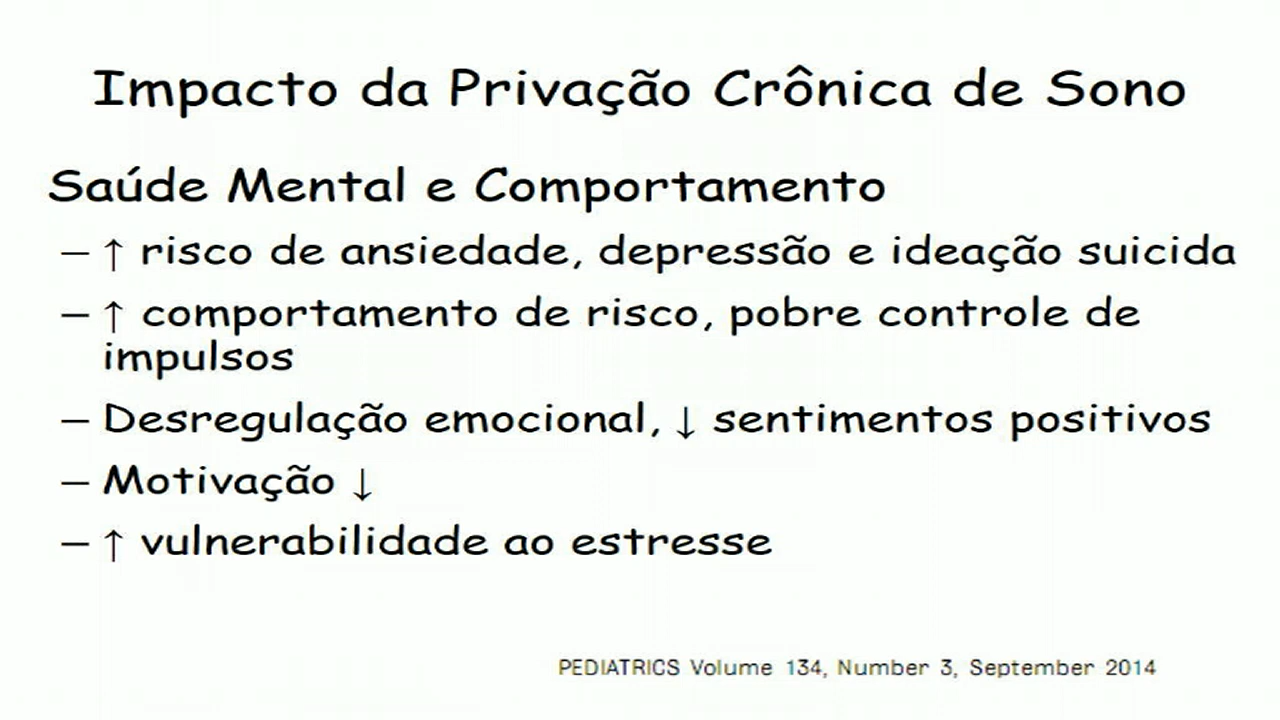 Impacto da Privação Crônica de Sono
Saúde Mental e Comportamento
– ↑ risco de ansiedade, depressão e ideação suicida
– ↑ comportamento de risco, pobre controle de
impulsos
– Desregulação emocional, ↓ sentimentos positivos
– Motivação ↓
– ↑ vulnerabilidade ao estresse
PEDIATRICS Volume 134, Number 3, September 2014